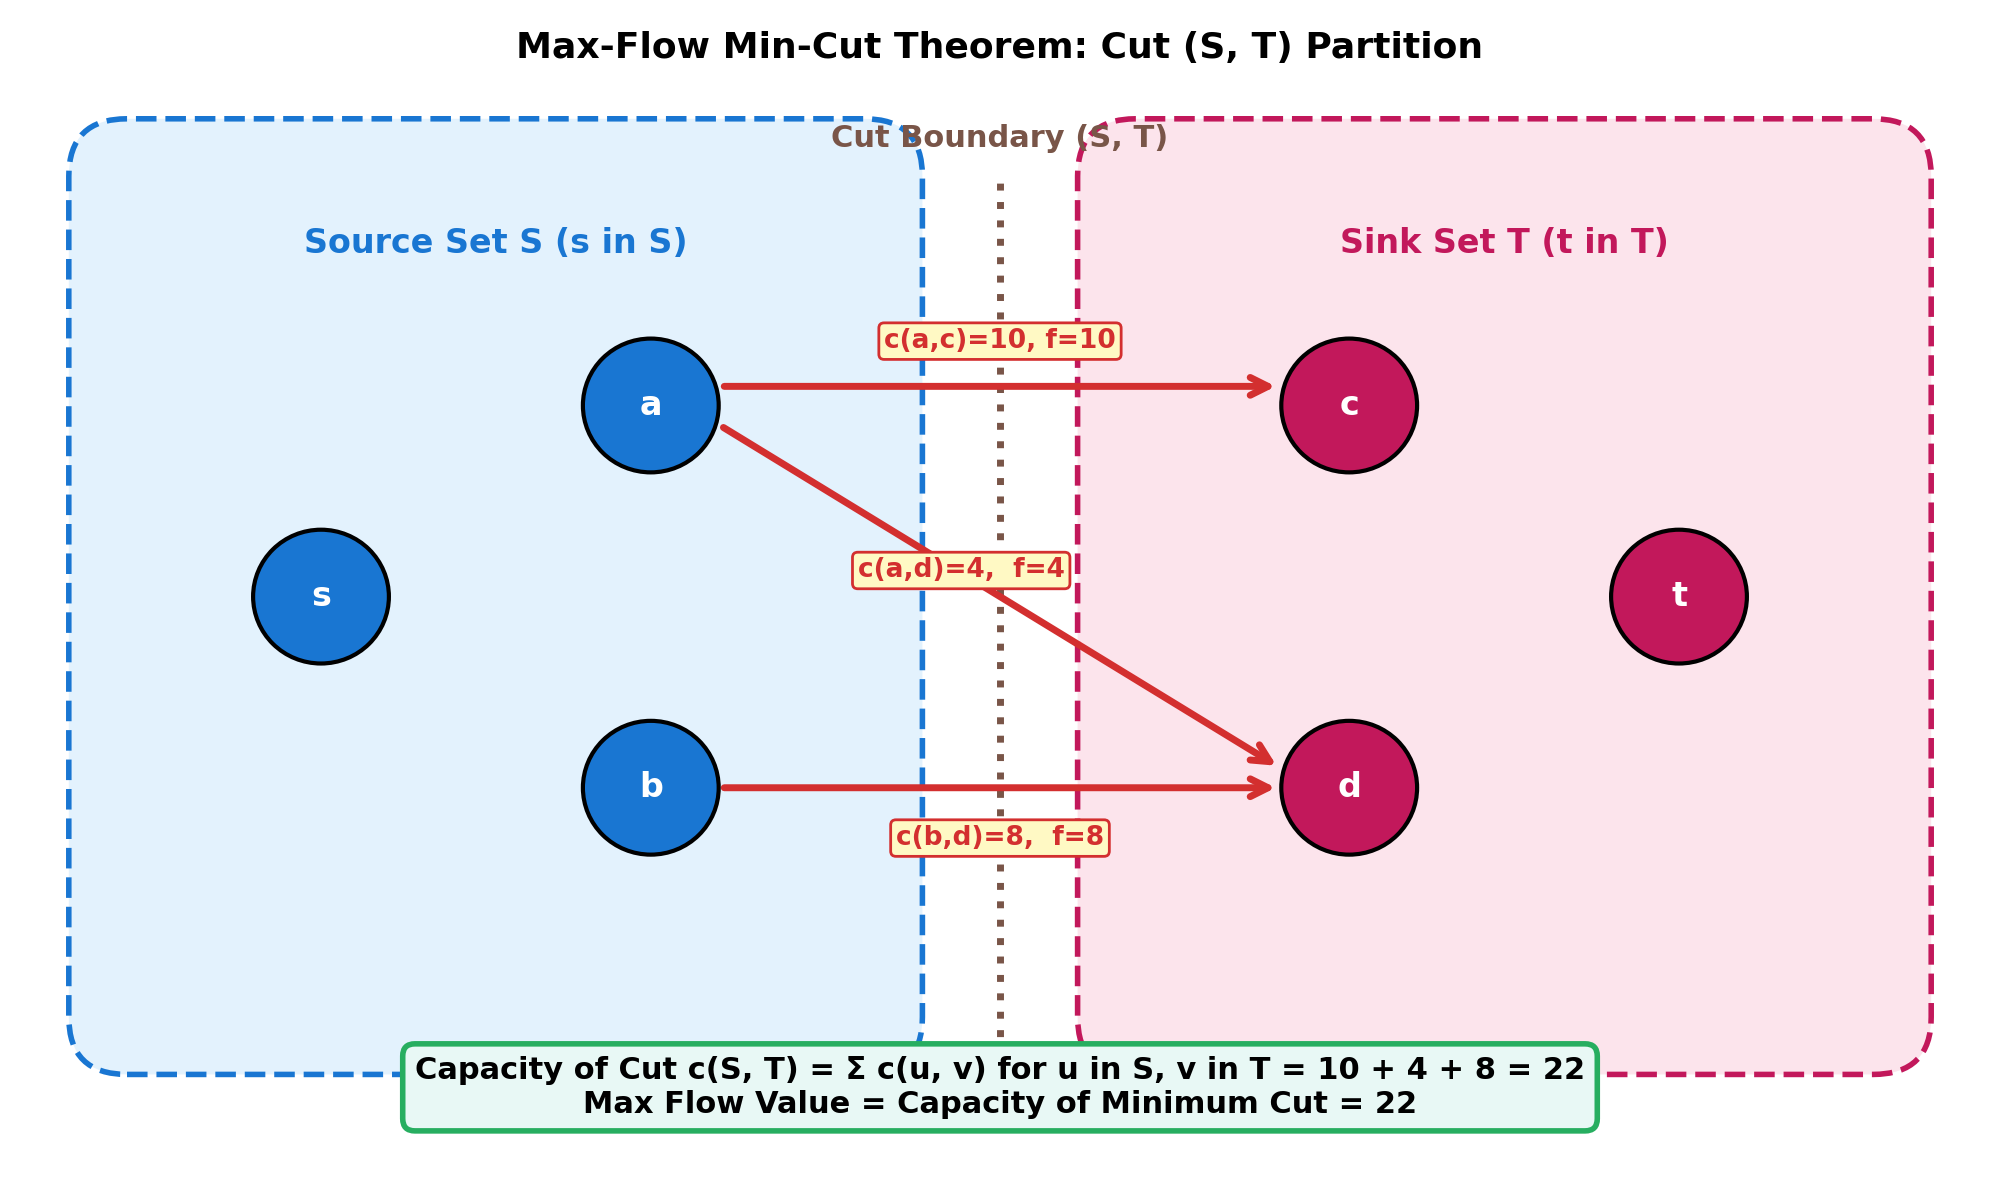 Max-Flow Min-Cut Theorem: Cut (S, T) Partition
Cut Boundary (S, T)
Source Set S (s in S)
Sink Set T (t in T)
c(a,c)=10, f=10
a
c
c(a,d)=4,  f=4
s
t
b
d
c(b,d)=8,  f=8
Capacity of Cut c(S, T) = Σ c(u, v) for u in S, v in T = 10 + 4 + 8 = 22
Max Flow Value = Capacity of Minimum Cut = 22